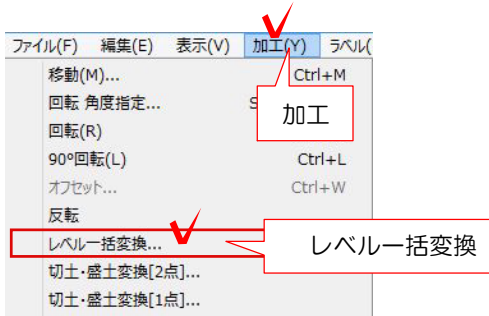 ファイル(F) 編集(E) 表示(V) 加工(Y) ラベル(
移動(M)... Ctrl+M
回転 角度指定... S
加工
回転(R)
90°回転(L) Ctrl+L
オフセット... Ctrl+W
反転
レベル一括変換...
レベル一括変換
切土・盛土変換[2点]...
切土・盛土変換[1点]...